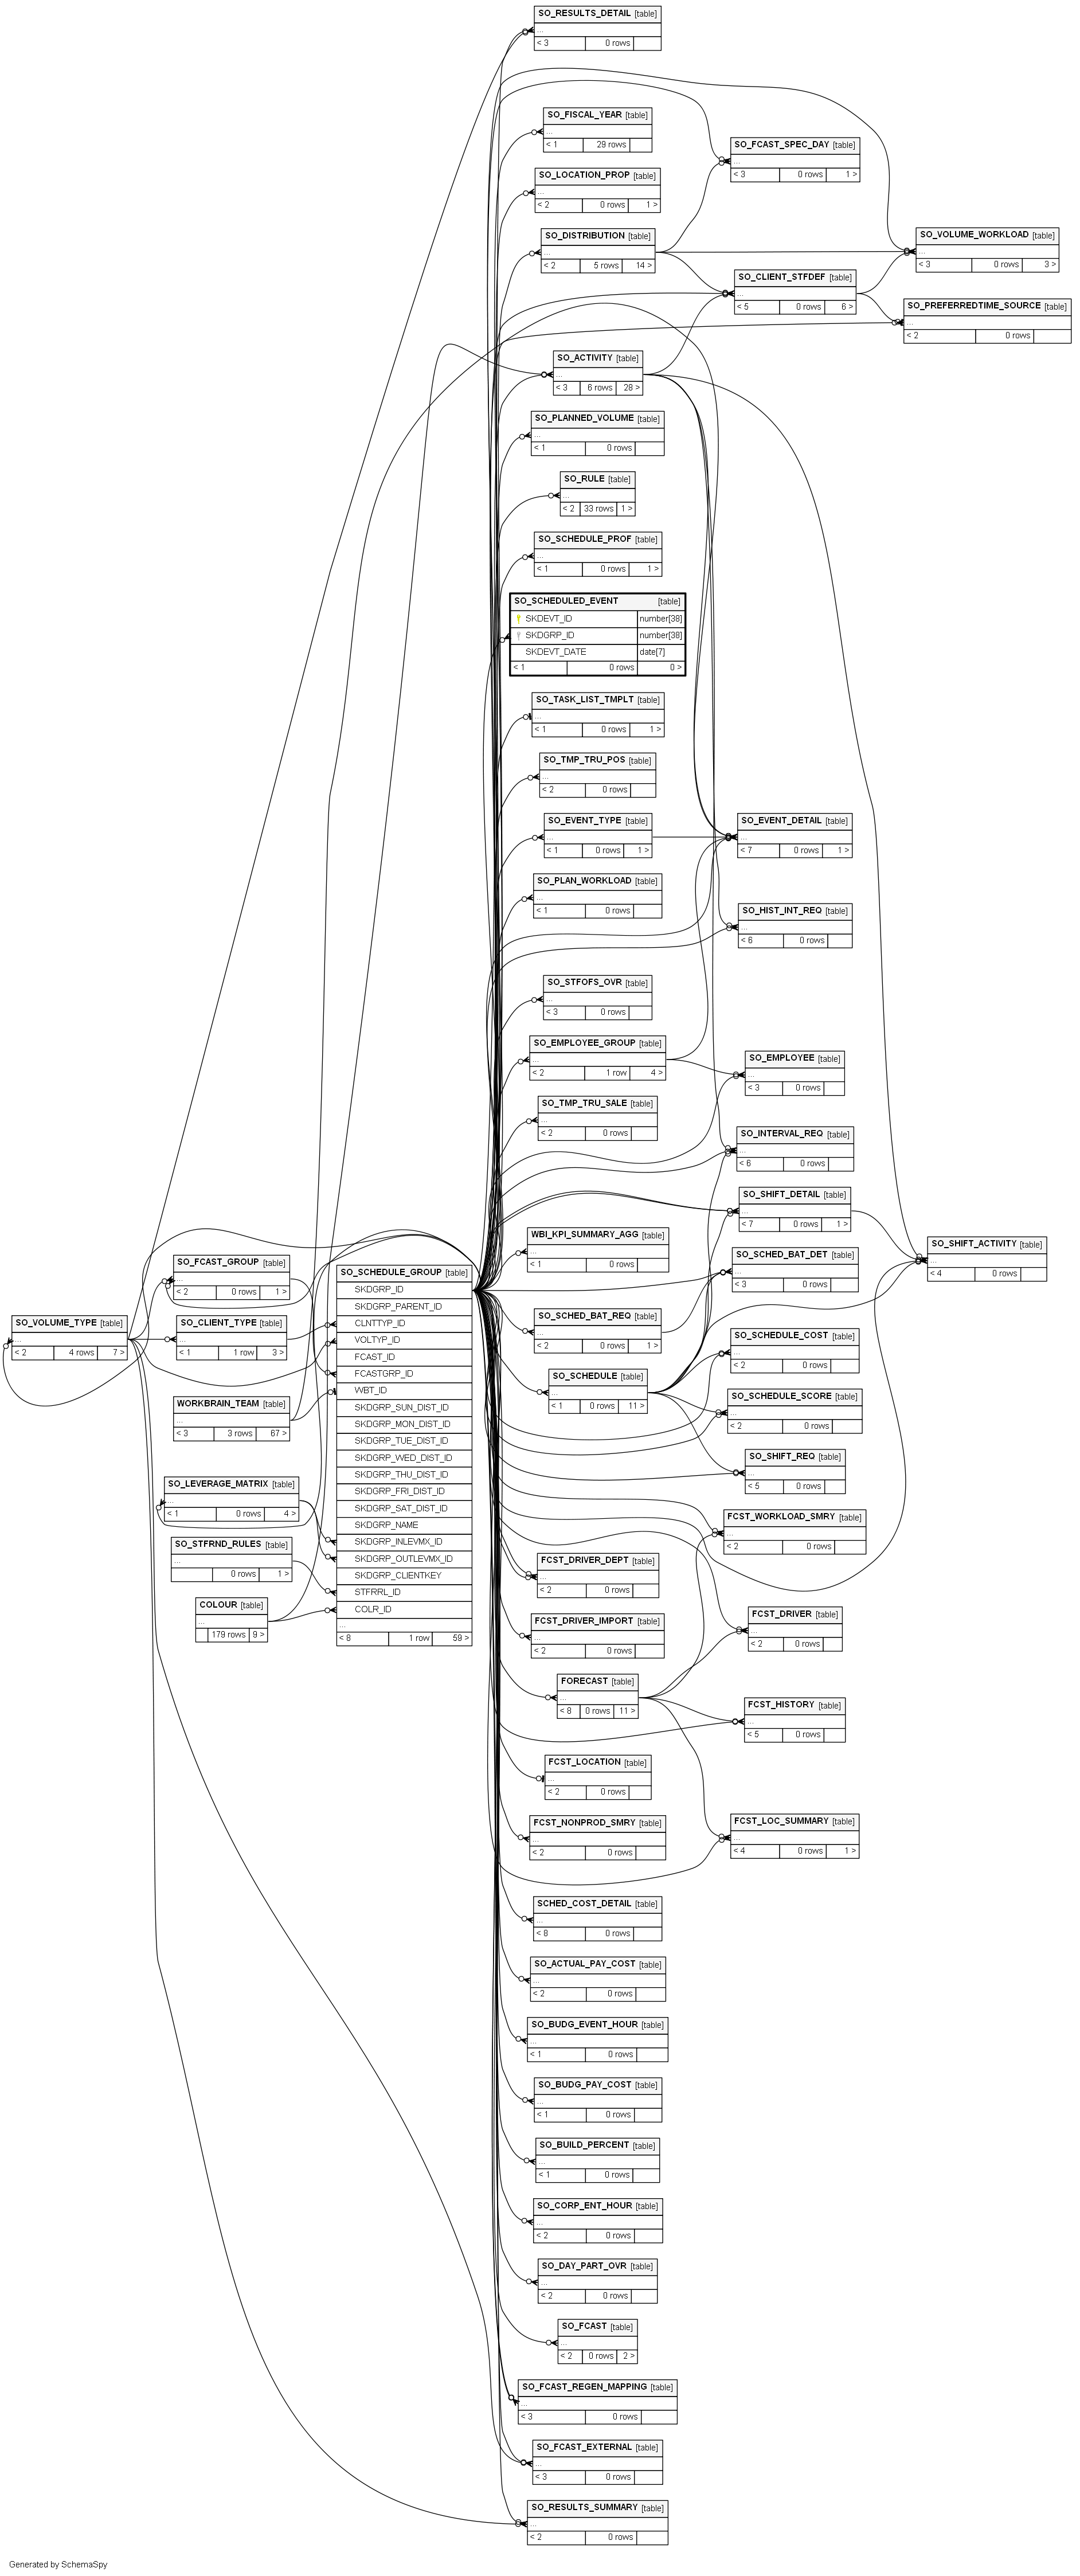 SO_RESULTS_DETAIL [table]
...
< 3 0 rows
SO_FISCAL_YEAR [table]
...
< 1 29 rows
SO_FCAST_SPEC_DAY [table]
...
< 3 0 rows 1 >
SO_LOCATION_PROP [table]
...
< 2 0 rows 1 >
SO_DISTRIBUTION [table]
...
< 2 5 rows 14 >
SO_VOLUME_WORKLOAD [table]
...
< 3 0 rows 3 >
SO_CLIENT_STFDEF [table]
...
< 5 0 rows 6 >
SO_PREFERREDTIME_SOURCE [table]
...
< 2 0 rows
SO_ACTIVITY [table]
...
< 3 6 rows 28 >
SO_PLANNED_VOLUME [table]
...
< 1 0 rows
SO_RULE [table]
...
< 2 33 rows 1 >
SO_SCHEDULE_PROF [table]
...
< 1 0 rows 1 >
SO_SCHEDULED_EVENT [table]
SKDEVT_ID number[38]
SKDGRP_ID number[38]
SKDEVT_DATE date[7]
< 1 0 rows 0 >
SO_TASK_LIST_TMPLT [table]
...
< 1 0 rows 1 >
SO_TMP_TRU_POS [table]
...
< 2 0 rows
SO_EVENT_TYPE [table]
...
< 1 0 rows 1 >
SO_EVENT_DETAIL [table]
...
< 7 0 rows 1 >
SO_PLAN_WORKLOAD [table]
...
< 1 0 rows
SO_HIST_INT_REQ [table]
...
< 6 0 rows
SO_STFOFS_OVR [table]
...
< 3 0 rows
SO_EMPLOYEE_GROUP [table]
...
< 2 1 row 4 >
SO_EMPLOYEE [table]
...
< 3 0 rows
SO_TMP_TRU_SALE [table]
...
< 2 0 rows
SO_INTERVAL_REQ [table]
...
< 6 0 rows
SO_SHIFT_DETAIL [table]
...
< 7 0 rows 1 >
WBI_KPI_SUMMARY_AGG [table]
...
< 1 0 rows
SO_SHIFT_ACTIVITY [table]
...
< 4 0 rows
SO_SCHED_BAT_DET [table]
...
< 3 0 rows
SO_FCAST_GROUP [table]
...
< 2 0 rows 1 >
SO_VOLUME_TYPE [table]
...
< 2 4 rows 7 >
SO_CLIENT_TYPE [table]
...
< 1 1 row 3 >
WORKBRAIN_TEAM [table]
...
< 3 3 rows 67 >
SO_LEVERAGE_MATRIX [table]
...
< 1 0 rows 4 >
SO_STFRND_RULES [table]
...
0 rows 1 >
COLOUR [table]
...
179 rows 9 >
SO_SCHEDULE_GROUP [table]
SKDGRP_ID
SKDGRP_PARENT_ID
CLNTTYP_ID
VOLTYP_ID
FCAST_ID
FCASTGRP_ID
WBT_ID
SKDGRP_SUN_DIST_ID
SKDGRP_MON_DIST_ID
SKDGRP_TUE_DIST_ID
SKDGRP_WED_DIST_ID
SKDGRP_THU_DIST_ID
SKDGRP_FRI_DIST_ID
SKDGRP_SAT_DIST_ID
SKDGRP_NAME
SKDGRP_INLEVMX_ID
SKDGRP_OUTLEVMX_ID
SKDGRP_CLIENTKEY
STFRRL_ID
COLR_ID
...
< 8 1 row 59 >
SO_SCHED_BAT_REQ [table]
...
< 2 0 rows 1 >
SO_SCHEDULE_COST [table]
...
< 2 0 rows
SO_SCHEDULE [table]
...
< 1 0 rows 11 >
SO_SCHEDULE_SCORE [table]
...
< 2 0 rows
SO_SHIFT_REQ [table]
...
< 5 0 rows
FCST_WORKLOAD_SMRY [table]
...
< 2 0 rows
FCST_DRIVER_DEPT [table]
...
< 2 0 rows
FCST_DRIVER [table]
...
< 2 0 rows
FCST_DRIVER_IMPORT [table]
...
< 2 0 rows
FORECAST [table]
...
< 8 0 rows 11 >
FCST_HISTORY [table]
...
< 5 0 rows
FCST_LOCATION [table]
...
< 2 0 rows
FCST_NONPROD_SMRY [table]
...
< 2 0 rows
FCST_LOC_SUMMARY [table]
...
< 4 0 rows 1 >
SCHED_COST_DETAIL [table]
...
< 8 0 rows
SO_ACTUAL_PAY_COST [table]
...
< 2 0 rows
SO_BUDG_EVENT_HOUR [table]
...
< 1 0 rows
SO_BUDG_PAY_COST [table]
...
< 1 0 rows
SO_BUILD_PERCENT [table]
...
< 1 0 rows
SO_CORP_ENT_HOUR [table]
...
< 2 0 rows
SO_DAY_PART_OVR [table]
...
< 2 0 rows
SO_FCAST [table]
...
< 2 0 rows 2 >
SO_FCAST_REGEN_MAPPING [table]
...
< 3 0 rows
SO_FCAST_EXTERNAL [table]
...
< 3 0 rows
SO_RESULTS_SUMMARY [table]
...
< 2 0 rows
Generated by SchemaSpy